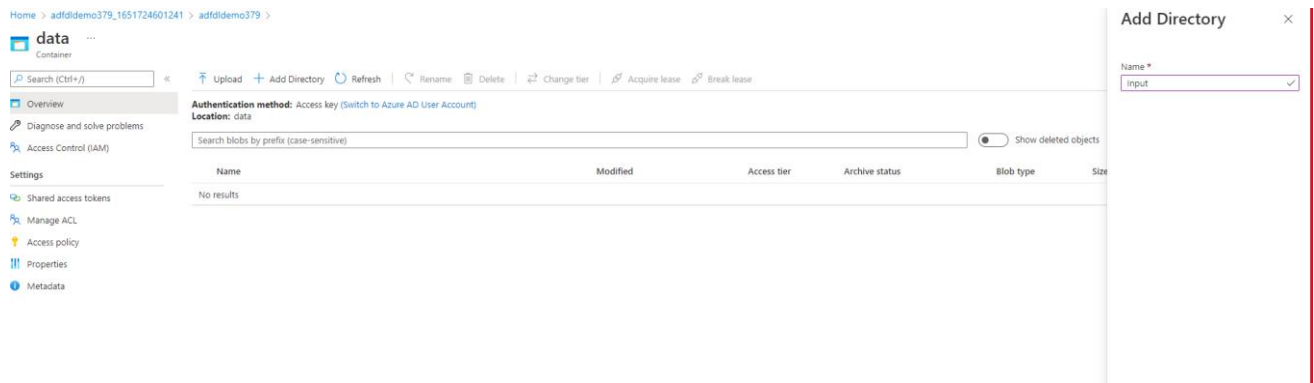 Home > adfdldemo379_1651724601241 > adfdldemo379 >
data ...
Container
Search (Ctrl+/) «
Overview
Diagnose and solve problems
Access Control (IAM)
Settings
Shared access tokens
Manage ACL
Access policy
Properties
Metadata
Upload + Add Directory Refresh | Rename Delete | Change tier | Acquire lease Break lease
Authentication method: Access key (Switch to Azure AD User Account)
Location: data
Search blobs by prefix (case-sensitive) Show deleted objects
Name Modified Access tier Archive status Blob type Size
No results
Add Directory ×
Name *
Input